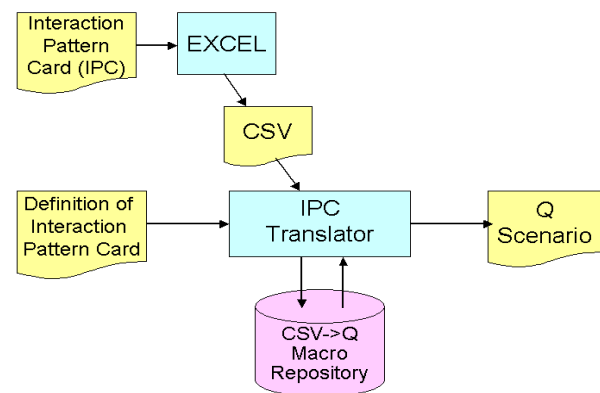 Interaction
Pattern
Card (IPC)
EXCEL
CSV
Definition of
Interaction
Pattern Card
IPC
Translator
Q
Scenario
CSV->Q
Macro
Repository